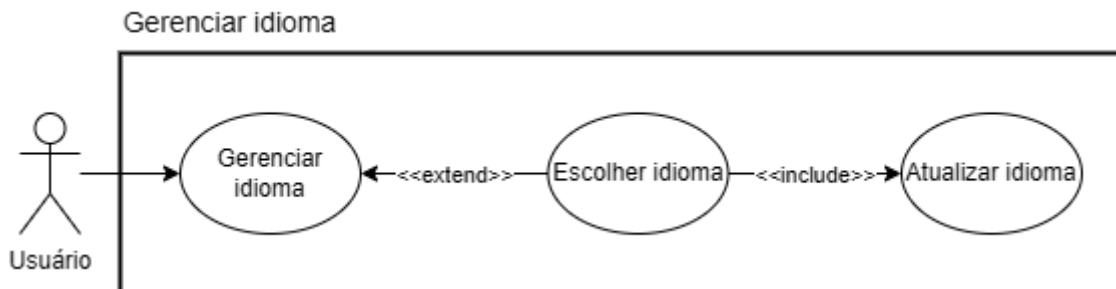 Gerenciar idioma
Gerenciar
idioma
<<extend>>
Escolher idioma
<<include>>
Atualizar idioma
Usuário